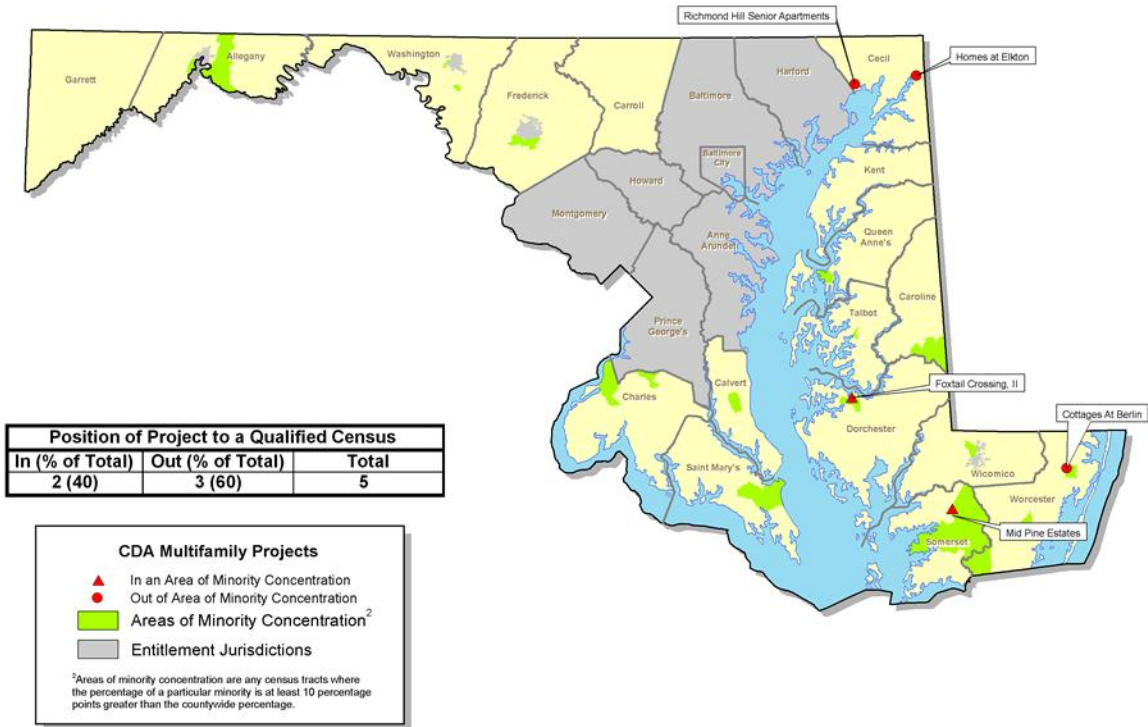 Richmond Hill Senior Apartments
Homes at Elkton
Garrett
Allegany
Washington
Frederick
Carroll
Baltimore
Harford
Cecil
Baltimore
City
Howard
Montgomery
Anne
Arundel
Kent
Queen
Anne's
Caroline
Talbot
Prince
George's
Calvert
Charles
Saint Mary's
Foxtail Crossing, II
Dorchester
Cottages At Berlin
Wicomico
Worcester
Mid Pine Estates
Somerset
Position of Project to a Qualified Census
In (% of Total) Out (% of Total) Total
2 (40) 3 (60) 5
CDA Multifamily Projects
In an Area of Minority Concentration
Out of Area of Minority Concentration
Areas of Minority Concentration2
Entitlement Jurisdictions
2Areas of minority concentration are any census tracts where
the percentage of a particular minority is at least 10 percentage
points greater than the countywide percentage.